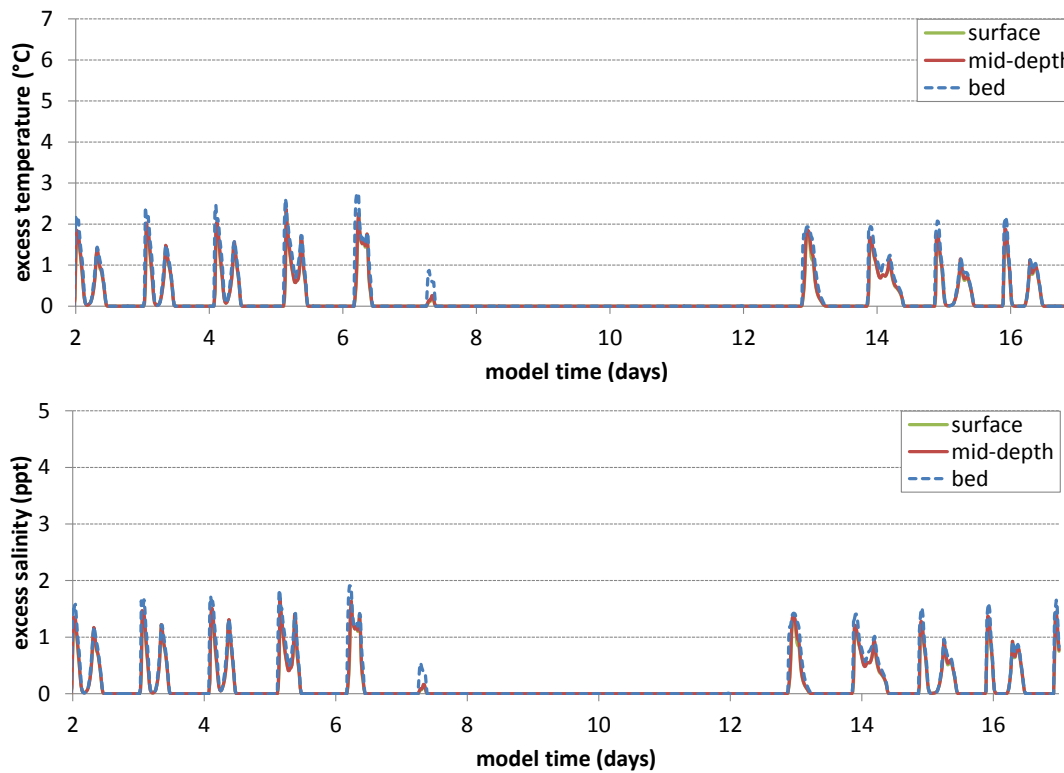 7
6
5
4
3
2
1
0
excess temperature (°C)
surface
mid-depth
bed
2 4 6 8 10 12 14 16
model time (days)
5
4
3
2
1
0
excess salinity (ppt)
surface
mid-depth
bed
2 4 6 8 10 12 14 16
model time (days)